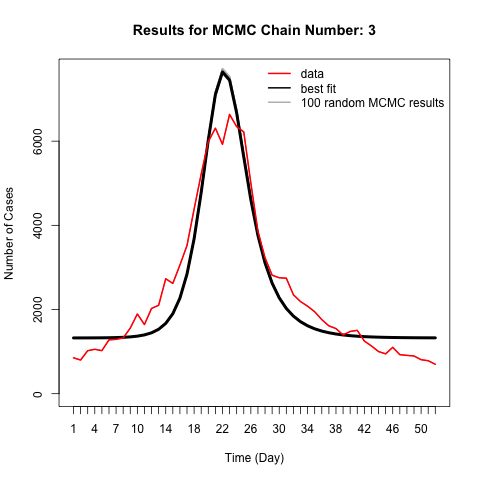 Results for MCMC Chain Number: 3
data
best fit
100 random MCMC results
Number of Cases
6000
4000
2000
0
1 4 7 10 14 18 22 26 30 34 38 42 46 50
Time (Day)